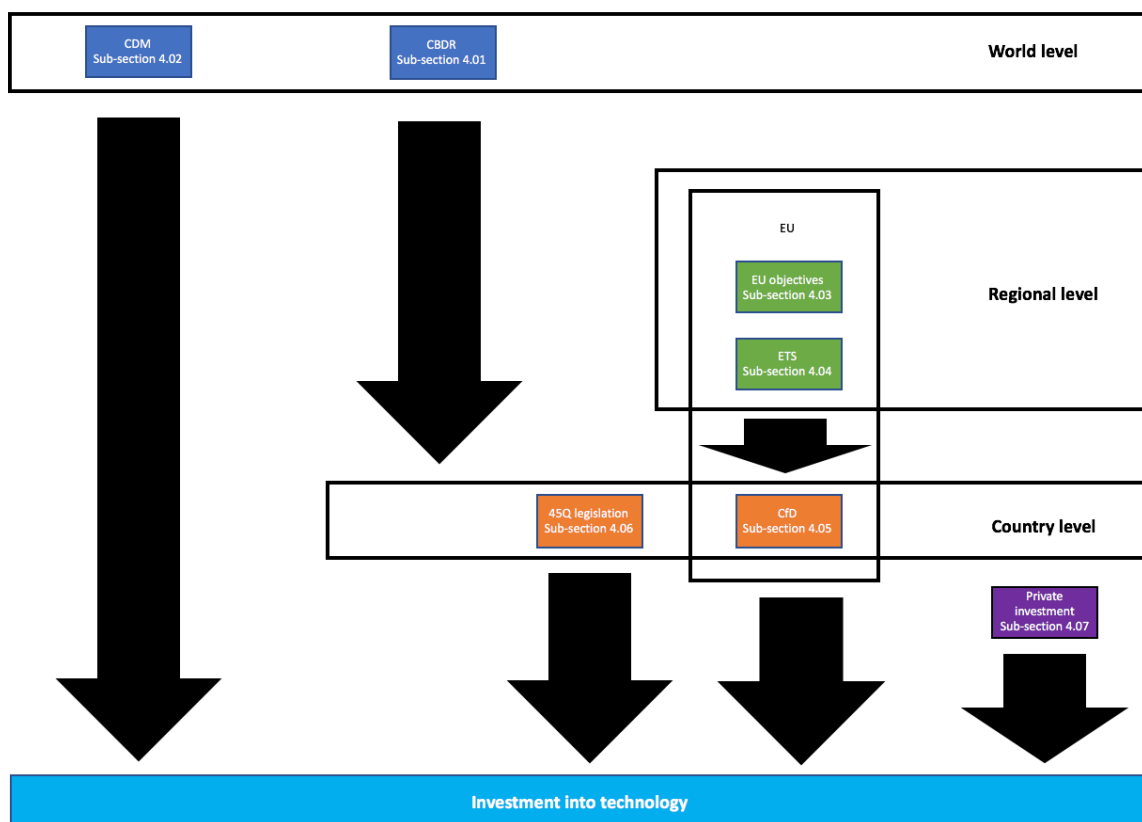 CDM
Sub-section 4.02
CBDR
Sub-section 4.01
World level
EU
EU objectives
Sub-section 4.03
Regional level
ETS
Sub-section 4.04
45Q legislation
Sub-section 4.06
CfD
Sub-section 4.05
Country level
Private
investment
Sub-section 4.07
Investment into technology